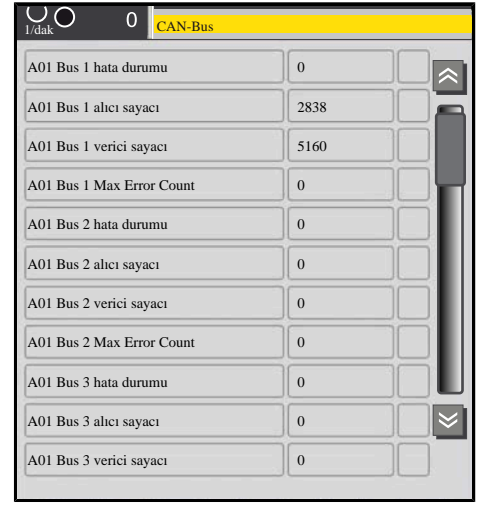 1/dak
0
CAN-Bus
A01 Bus 1 hata durumu 0
A01 Bus 1 alıcı sayacı 2838
A01 Bus 1 verici sayacı 5160
A01 Bus 1 Max Error Count 0
A01 Bus 2 hata durumu 0
A01 Bus 2 alıcı sayacı 0
A01 Bus 2 verici sayacı 0
A01 Bus 2 Max Error Count 0
A01 Bus 3 hata durumu 0
A01 Bus 3 alıcı sayacı 0
A01 Bus 3 verici sayacı 0